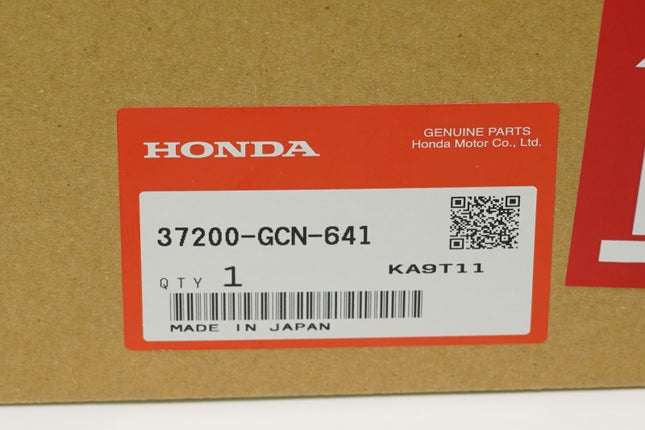 HONDA
GENUINE PARTS
Honda Motor Co., Ltd.
37200-GCN-641
KA9T11
QTY 1
MADE IN JAPAN